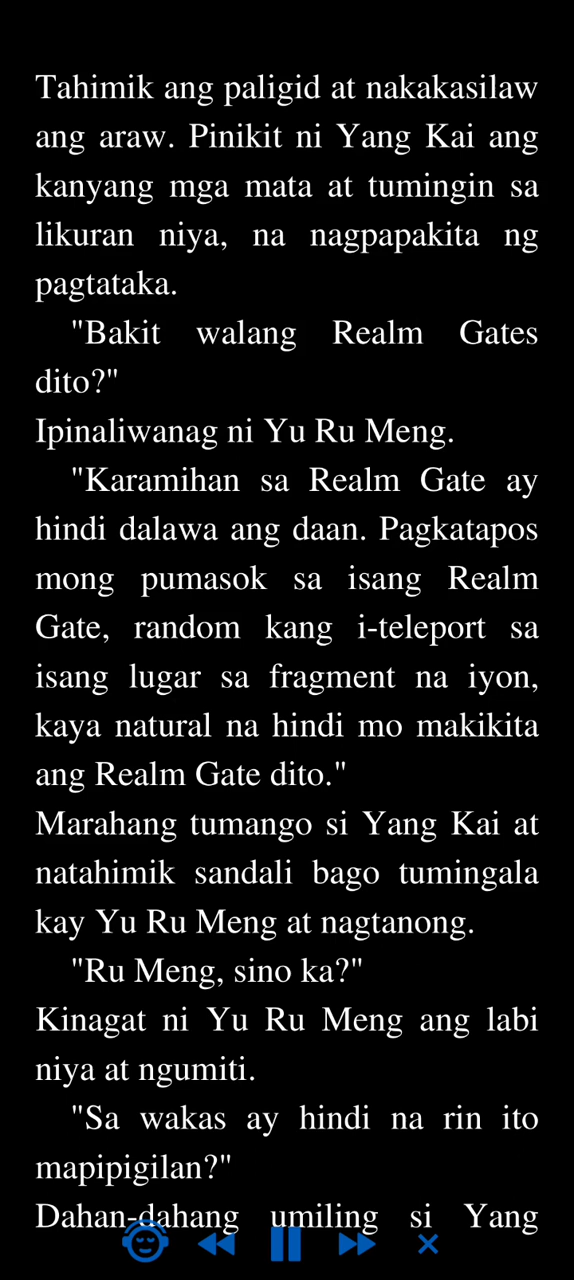 Tahimik ang paligid at nakakasilaw
ang araw. Pinikit ni Yang Kai ang
kanyang mga mata at tumingin sa
likuran niya, na nagpapakita ng
pagtataka.
"Bakit walang Realm Gates
dito?"
Ipinaliwanag ni Yu Ru Meng.
"Karamihan sa Realm Gate ay
hindi dalawa ang daan. Pagkatapos
mong pumasok sa isang Realm
Gate, random kang i-teleport sa
isang lugar sa fragment na iyon,
kaya natural na hindi mo makikita
ang Realm Gate dito."
Marahang tumango si Yang Kai at
natahimik sandali bago tumingala
kay Yu Ru Meng at nagtanong.
"Ru Meng, sino ka?"
Kinagat ni Yu Ru Meng ang labi
niya at ngumiti.
"Sa wakas ay hindi na rin ito
mapipigilan?"
Dahan-dahang umiling si Yang